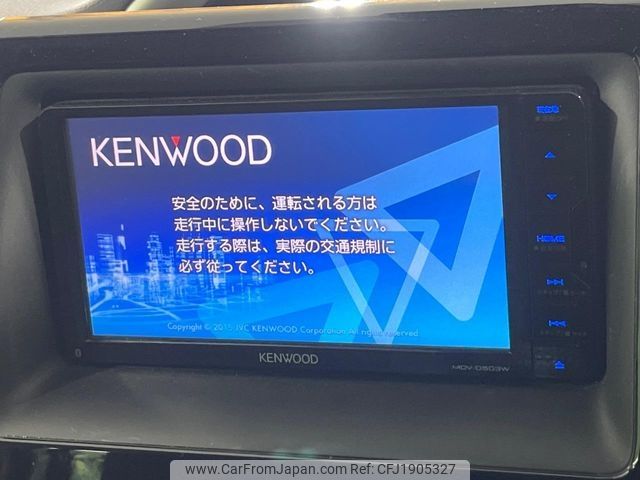 KENWOOD
安全のために、運転される方は
走行中に操作しないでください。
走行する際は、実際の交通規制に
必ず従ってください。
Copyright © 2015 JVC KENWOOD Corporation All rights reserved.
KENWOOD
MDV-D503W
HOME
www.CarFromJapan.com for Ref-No C41905327